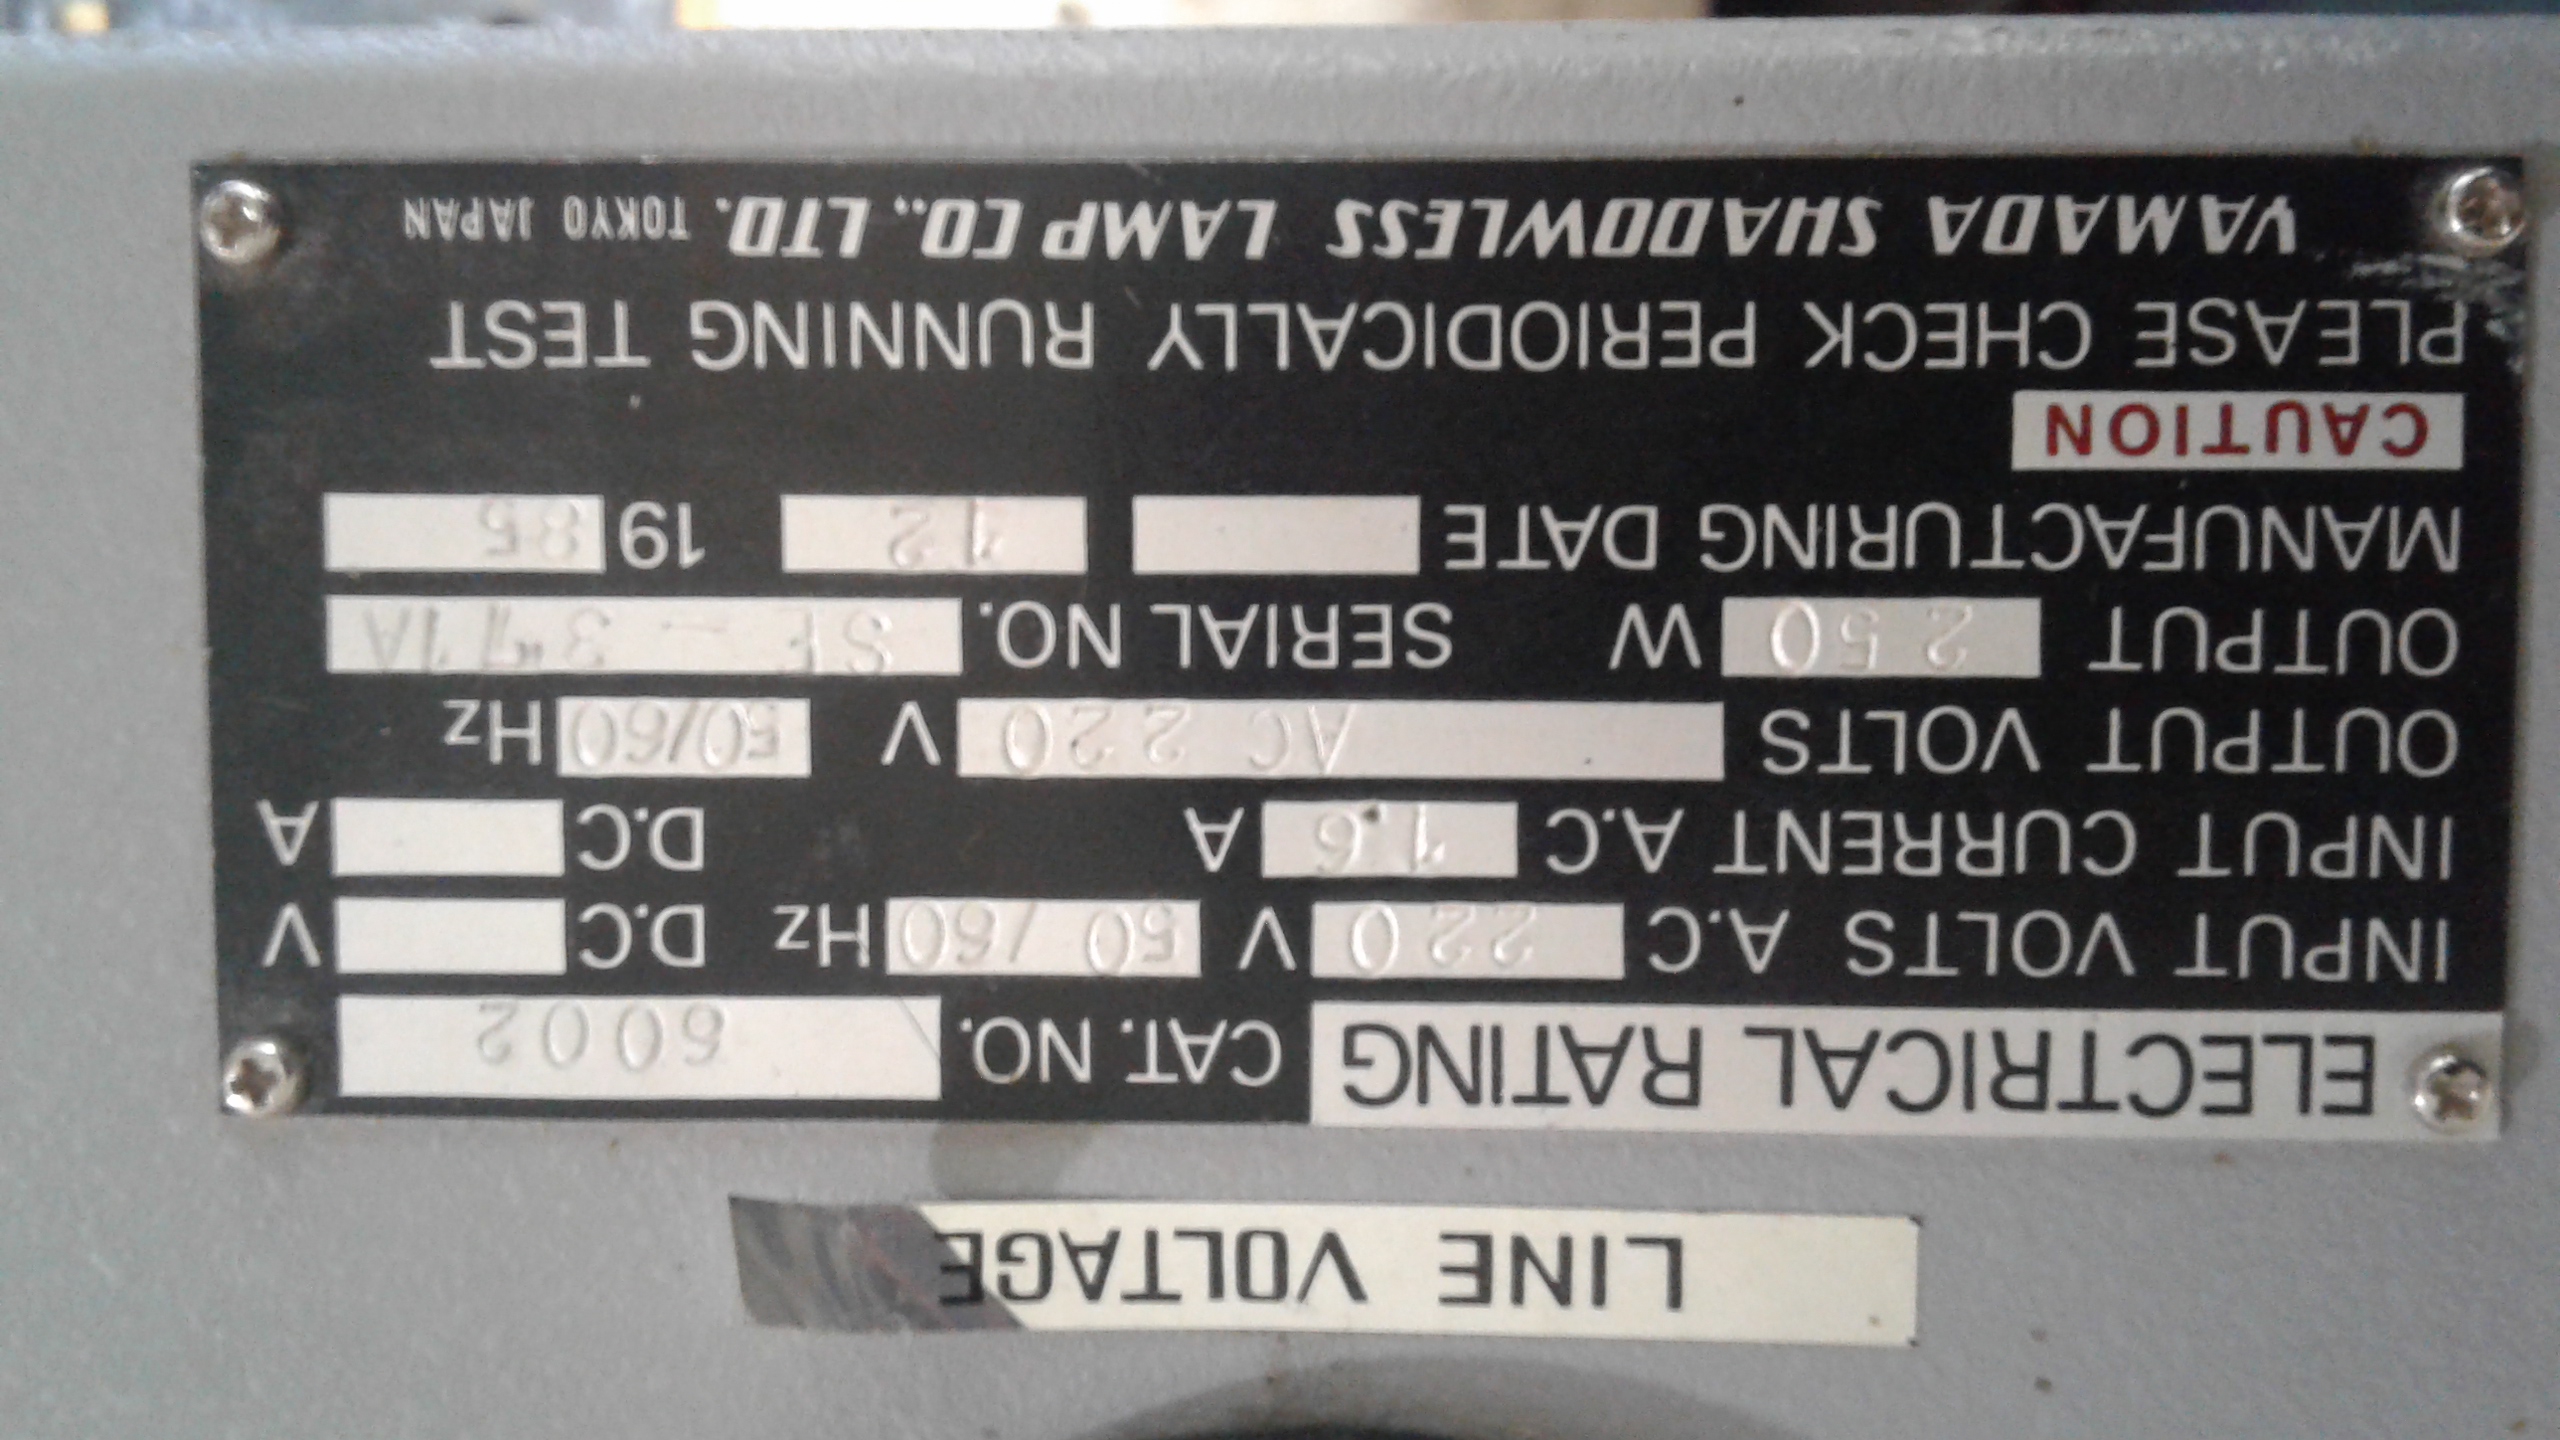 LINE VOLTAGE
ELECTRICAL RATING CAT. NO. 6002
INPUT VOLTS A.C 220 V 50/60 Hz D.C V
INPUT CURRENT A.C 1.6 A D.C A
OUTPUT VOLTS AC 220 V 50/60 Hz
OUTPUT 250 W SERIAL NO. SF-371A
MANUFACTURING DATE 12 1985
CAUTION
PLEASE CHECK PERIODICALLY RUNNING TEST
YAMADA SHADOWLESS LAMP CO., LTD. TOKYO JAPAN